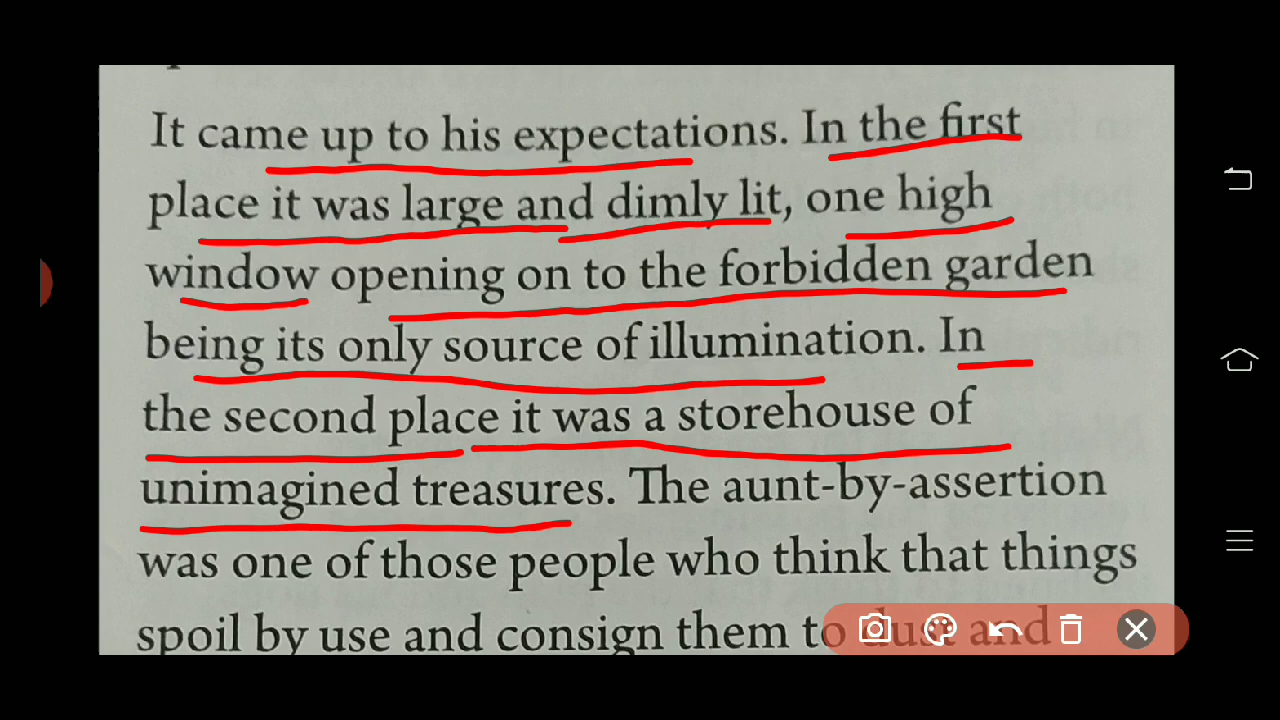 It came up to his expectations. In the first
place it was large and dimly lit, one high
window opening on to the forbidden garden
being its only source of illumination. In
the second place it was a storehouse of
unimagined treasures. The aunt-by-assertion
was one of those people who think that things
spoil by use and consign them to dust and